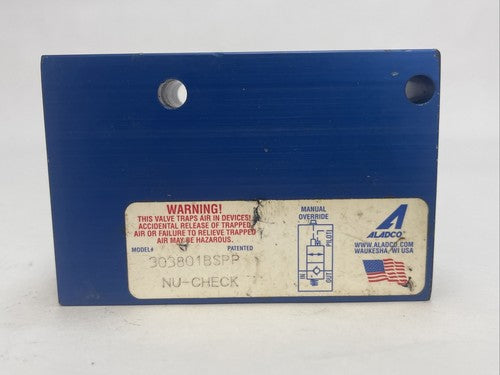 WARNING!
THIS VALVE TRAPS AIR IN DEVICES!
ACCIDENTAL RELEASE OF TRAPPED
AIR OR FAILURE TO RELIEVE TRAPPED
AIR MAY BE HAZARDOUS.
MODEL# PATENTED
303801BSPP
NU-CHECK
MANUAL
OVERRIDE
PILOT
IN
OUT
ALADCO
WWW.ALADCO.COM
WAUKESHA, WI USA